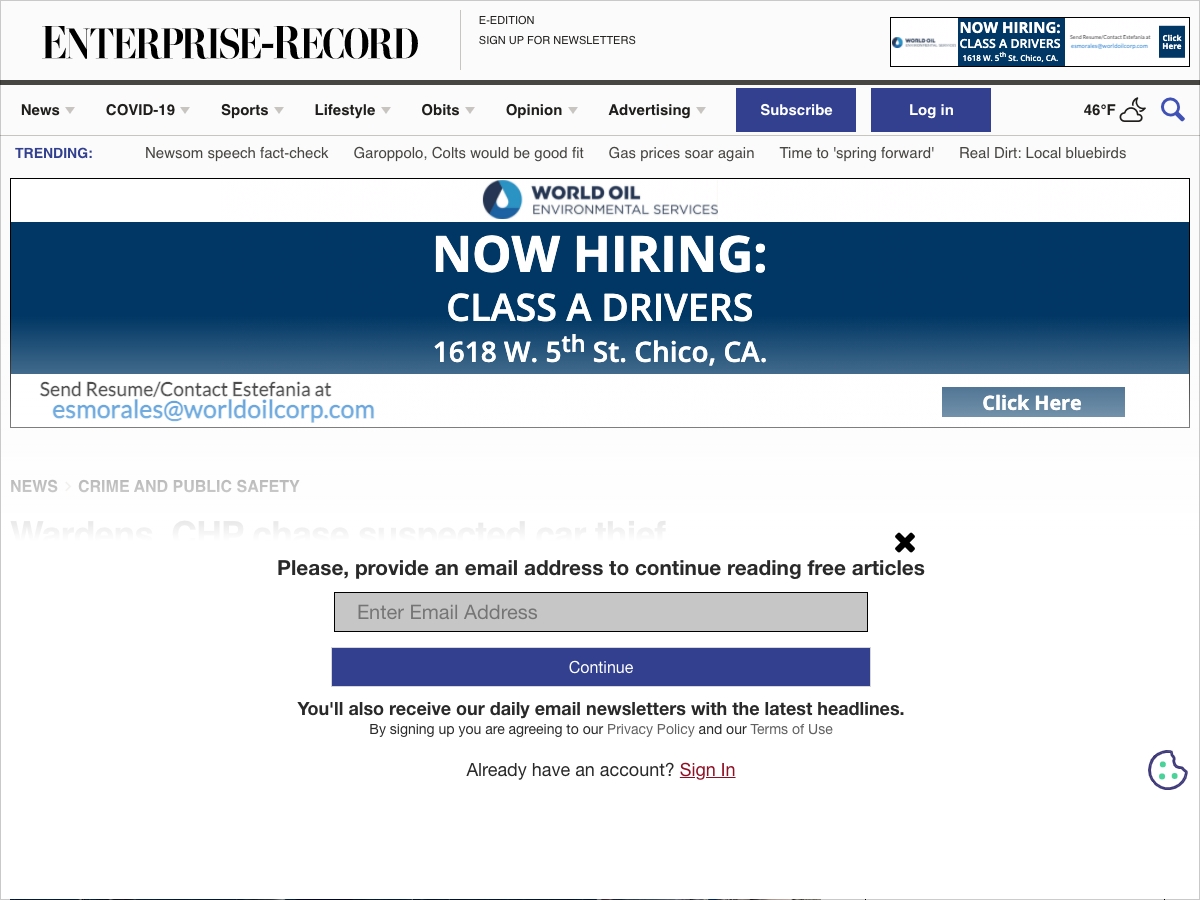 ENTERPRISE-RECORD
E-EDITION
SIGN UP FOR NEWSLETTERS
WORLD OIL
ENVIRONMENTAL SERVICES
NOW HIRING:
CLASS A DRIVERS
1618 W. 5th St. Chico, CA.
Send Resume/Contact Estefania at
esmorales@worldoilcorp.com
Click
Here
News
COVID-19
Sports
Lifestyle
Obits
Opinion
Advertising
Subscribe
Log in
46°F
TRENDING:
Newsom speech fact-check
Garoppolo, Colts would be good fit
Gas prices soar again
Time to 'spring forward'
Real Dirt: Local bluebirds
WORLD OIL
ENVIRONMENTAL SERVICES
NOW HIRING:
CLASS A DRIVERS
1618 W. 5th St. Chico, CA.
Send Resume/Contact Estefania at
esmorales@worldoilcorp.com
Click Here
NEWS > CRIME AND PUBLIC SAFETY
Wardens, CHP chase suspected car thief
Please, provide an email address to continue reading free articles
Enter Email Address
Continue
You'll also receive our daily email newsletters with the latest headlines.
By signing up you are agreeing to our Privacy Policy and our Terms of Use
Already have an account? Sign In